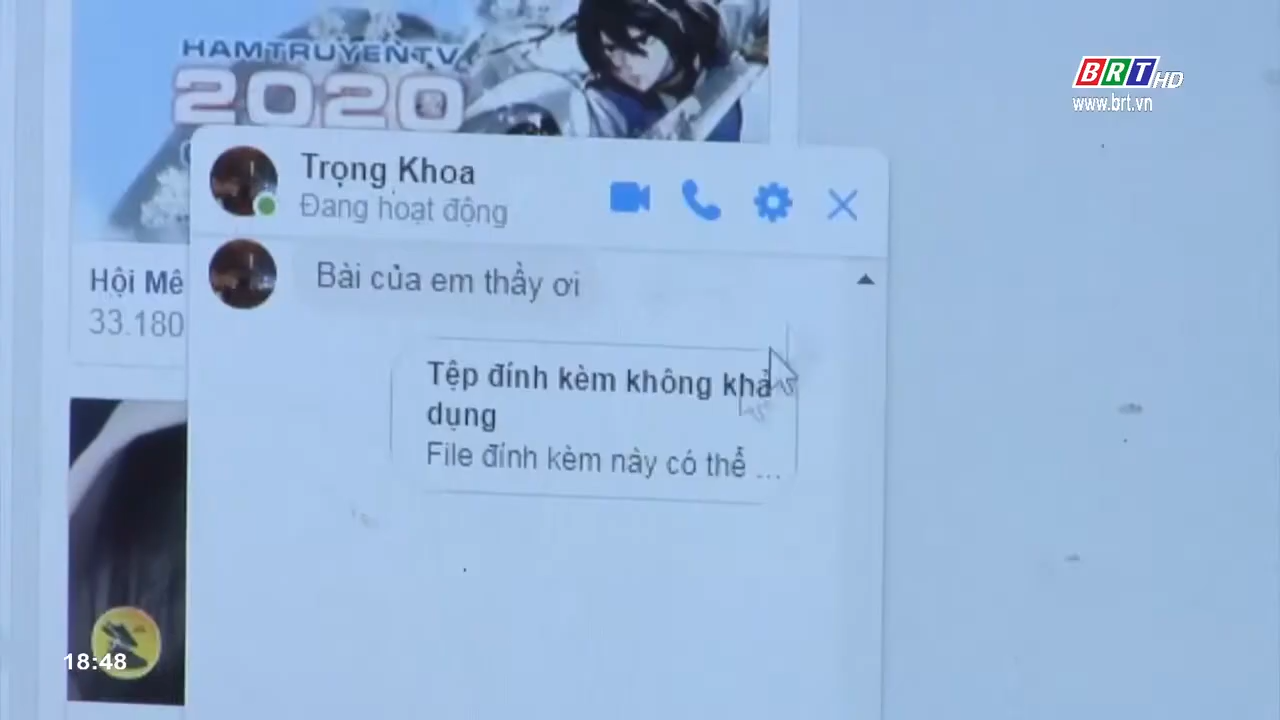 HAMTRUYENTV
2020
BRT HD
www.brt.vn
Trọng Khoa
Đang hoạt động
Bài của em thầy ơi
Hội Mê
33.180
Tệp đính kèm không khả
dụng
File đính kèm này có thể ...
18:48